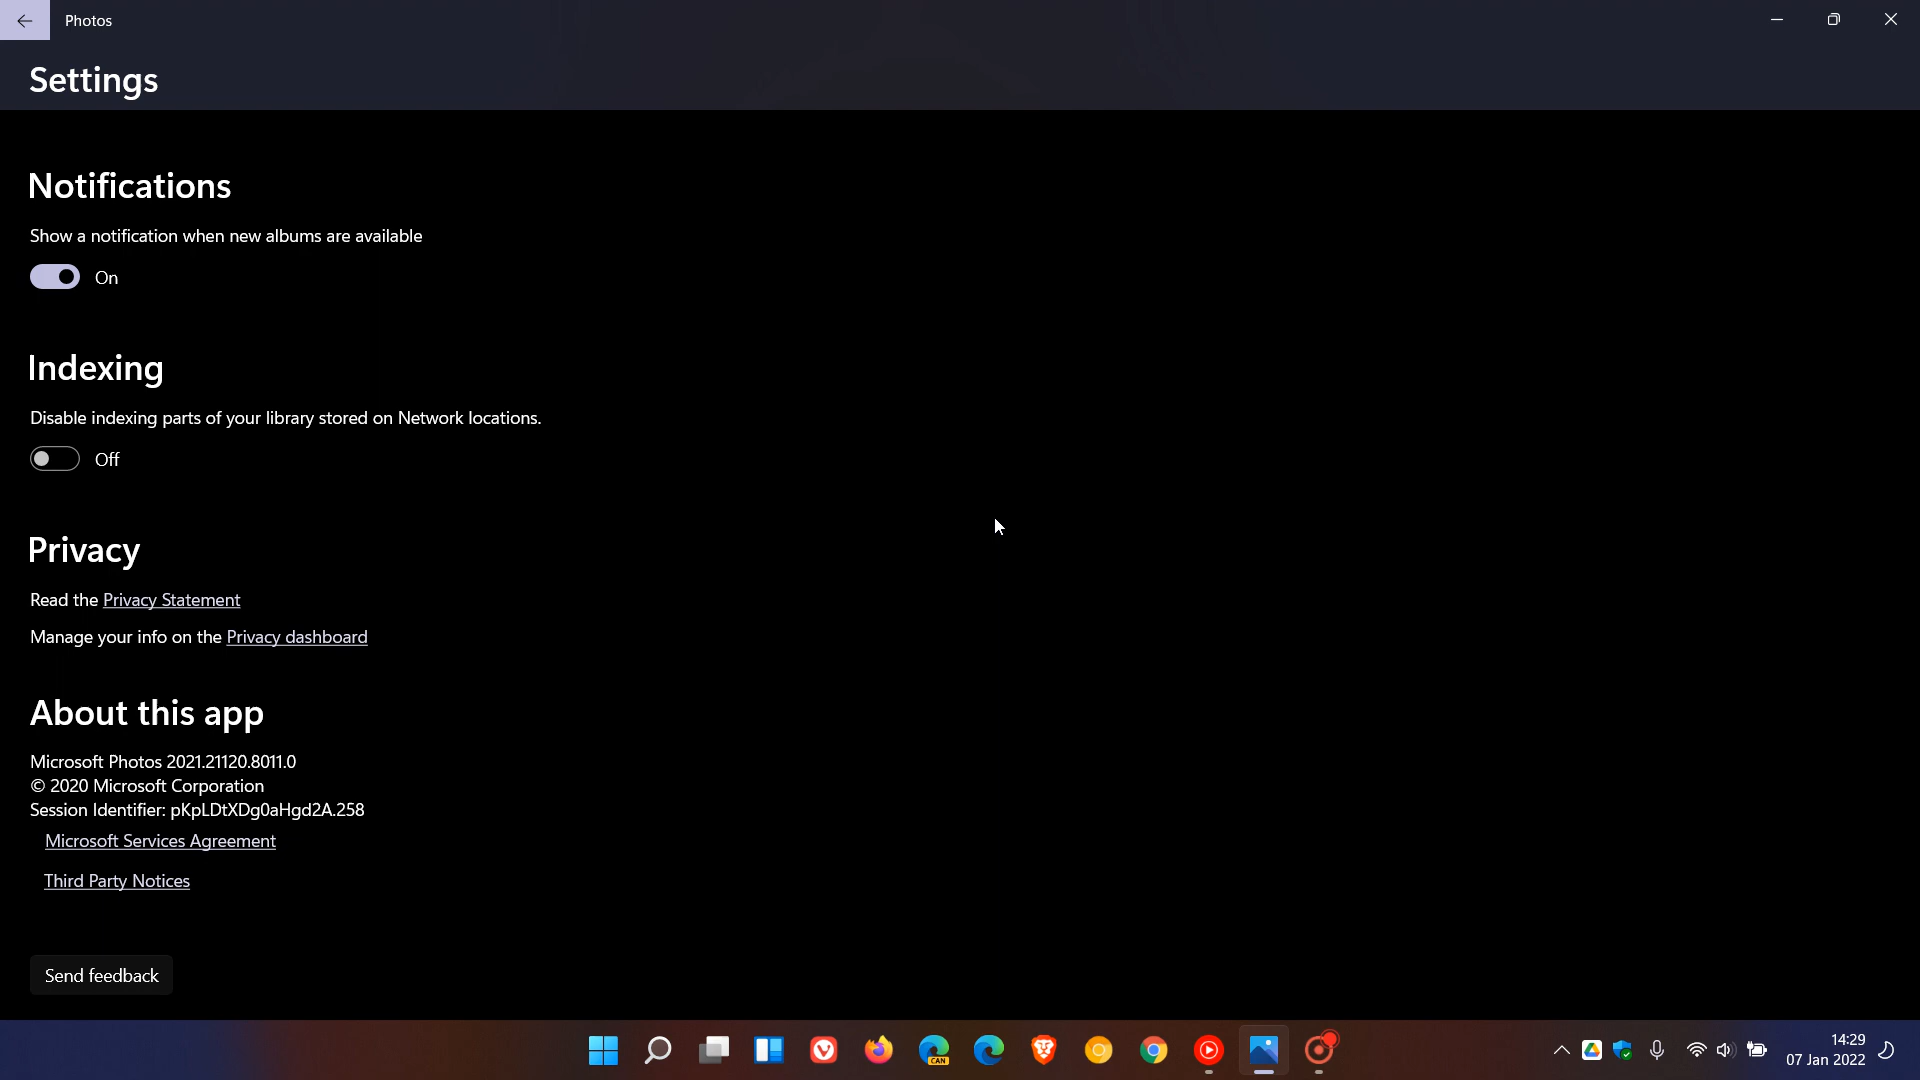 Photos
Settings
Notifications
Show a notification when new albums are available
On
Indexing
Disable indexing parts of your library stored on Network locations.
Off
Privacy
Read the Privacy Statement
Manage your info on the Privacy dashboard
About this app
Microsoft Photos 2021.21120.8011.0
© 2020 Microsoft Corporation
Session Identifier: pKpLDtXDg0aHgd2A.258
Microsoft Services Agreement
Third Party Notices
Send feedback
CAN
14:29
07 Jan 2022